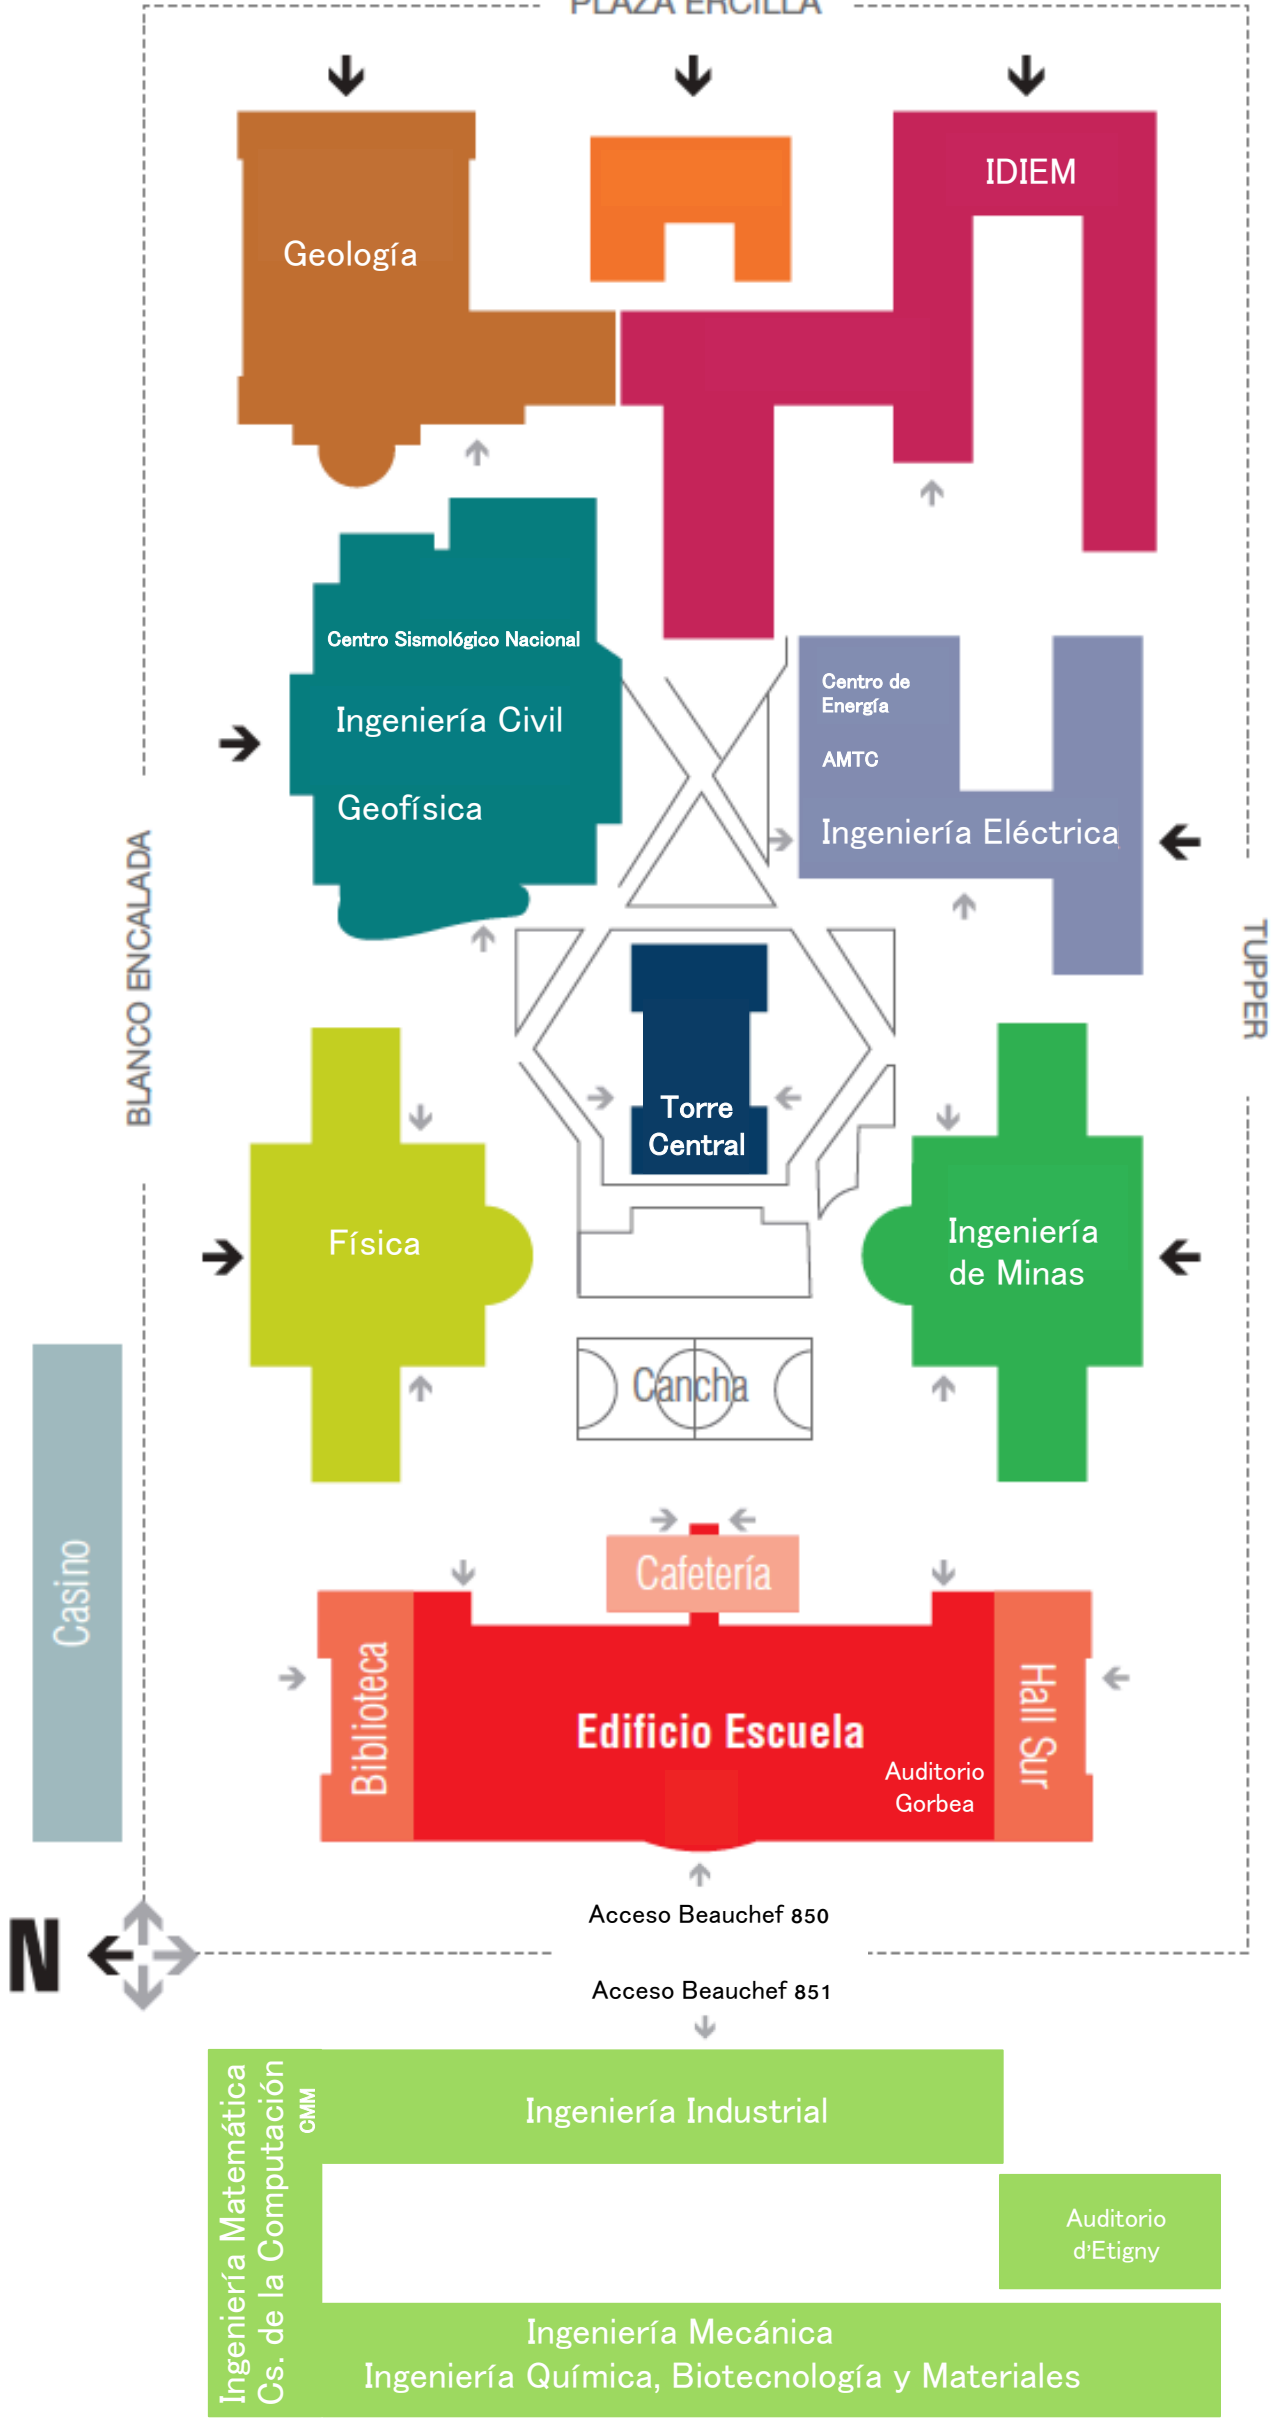 PLAZA ERCILLA
IDIEM
Geología
Centro Sismológico Nacional
Ingeniería Civil
Geofísica
Centro de
Energía
AMTC
Ingeniería Eléctrica
BLANCO ENCALADA
TUPPER
Torre
Central
Física
Ingeniería
de Minas
Cancha
Casino
Cafetería
Biblioteca
Edificio Escuela
Hall Sur
Auditorio
Gorbea
Acceso Beauchef 850
N
Acceso Beauchef 851
Ingeniería Matemática
Cs. de la Computación
CMM
Ingeniería Industrial
Auditorio
d'Etigny
Ingeniería Mecánica
Ingeniería Química, Biotecnología y Materiales